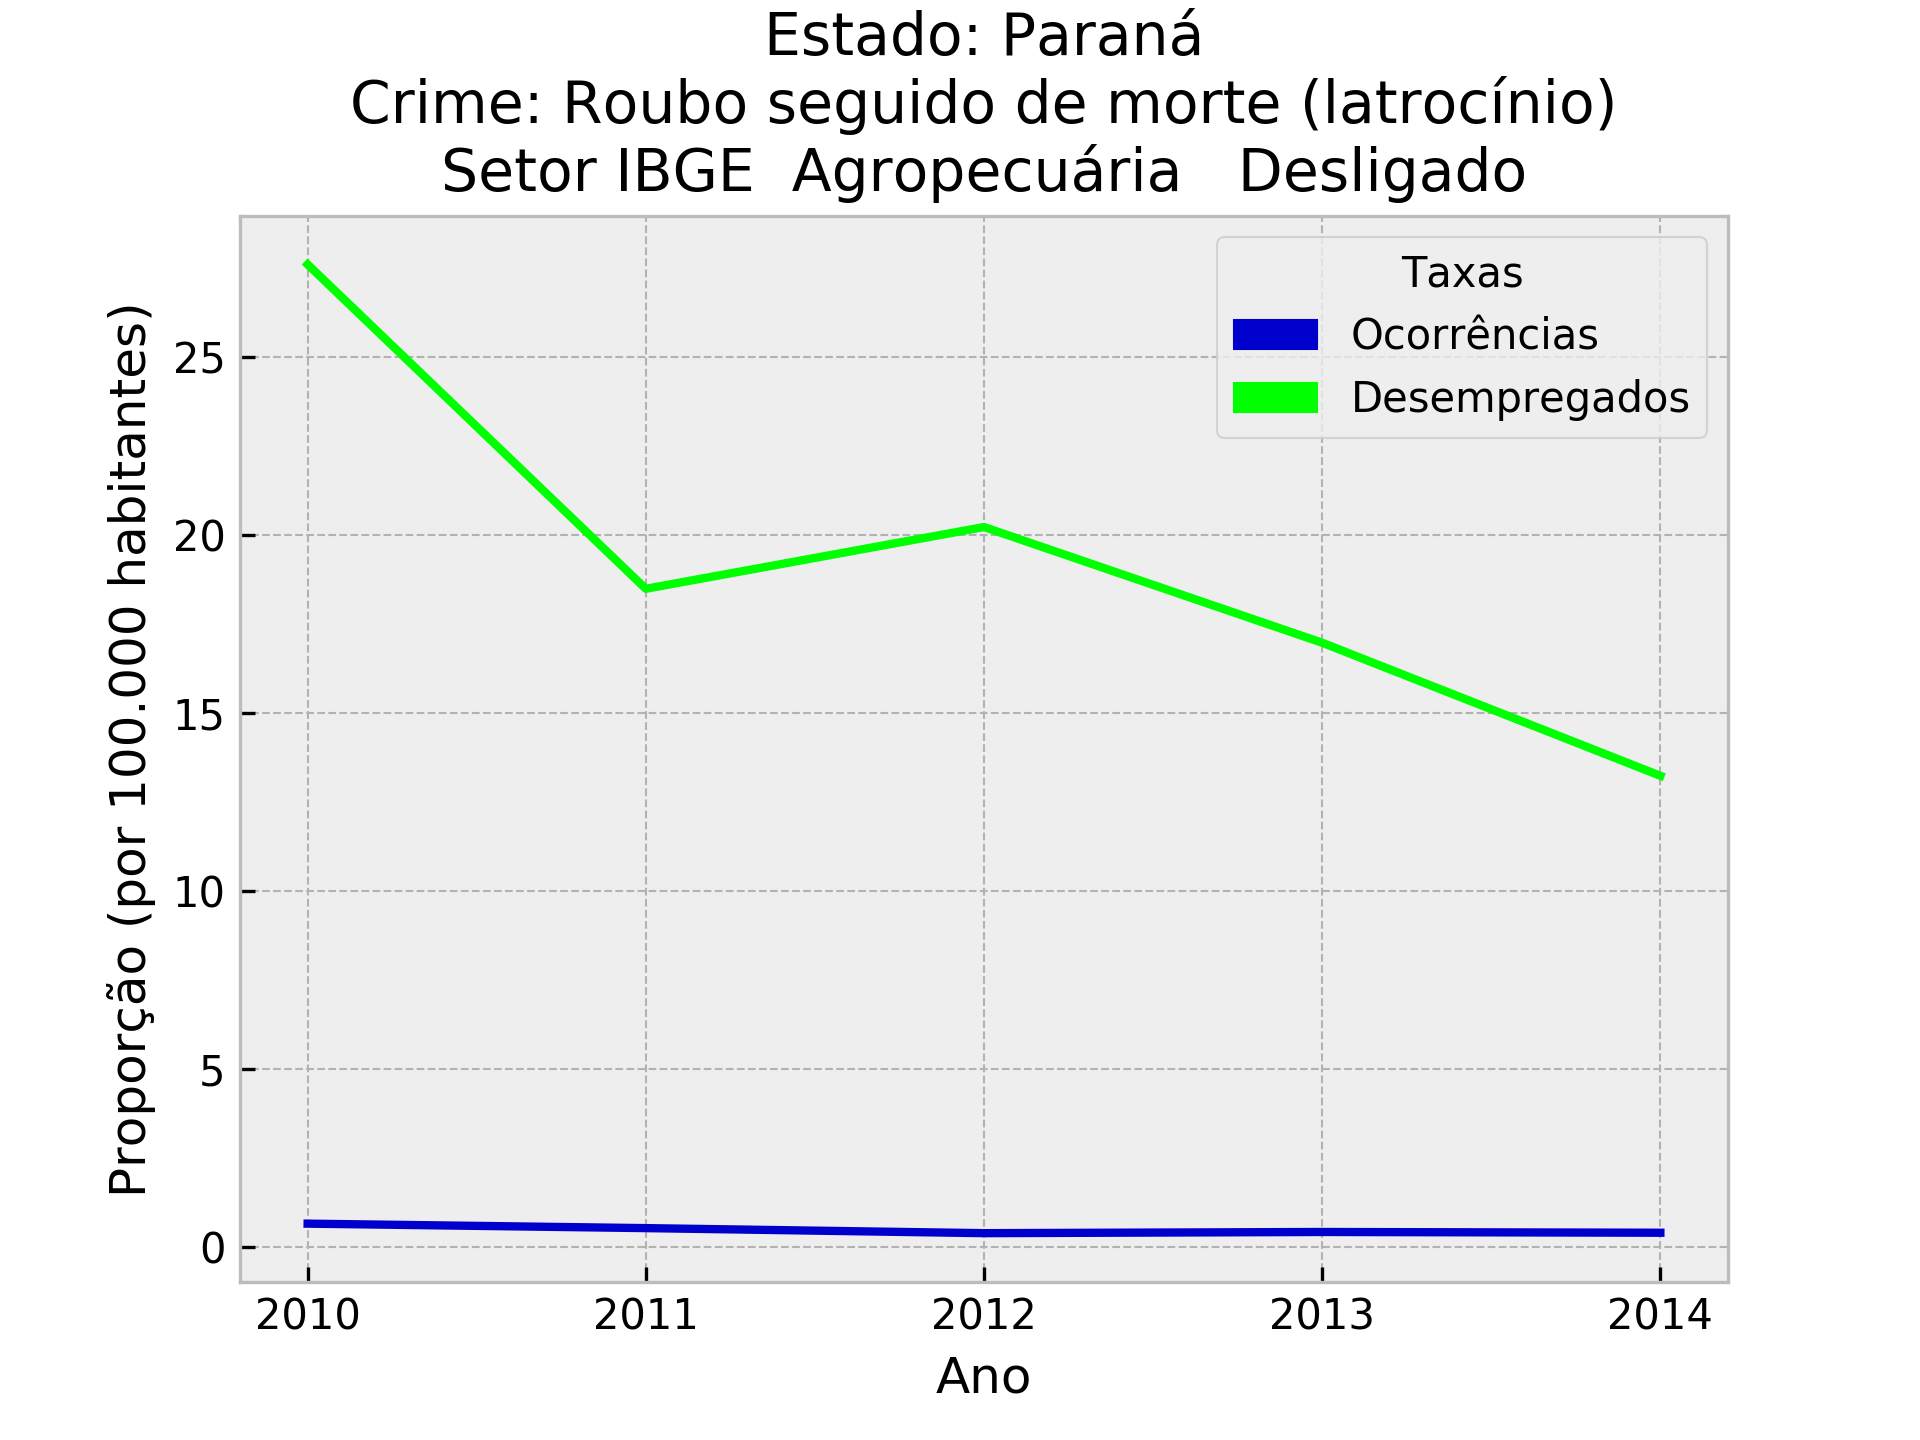 Estado: Paraná
Crime: Roubo seguido de morte (latrocínio)
Setor IBGE  Agropecuária   Desligado
Taxas
Ocorrências
Desempregados
Proporção (por 100.000 habitantes)
25
20
15
10
5
0
2010 2011 2012 2013 2014
Ano